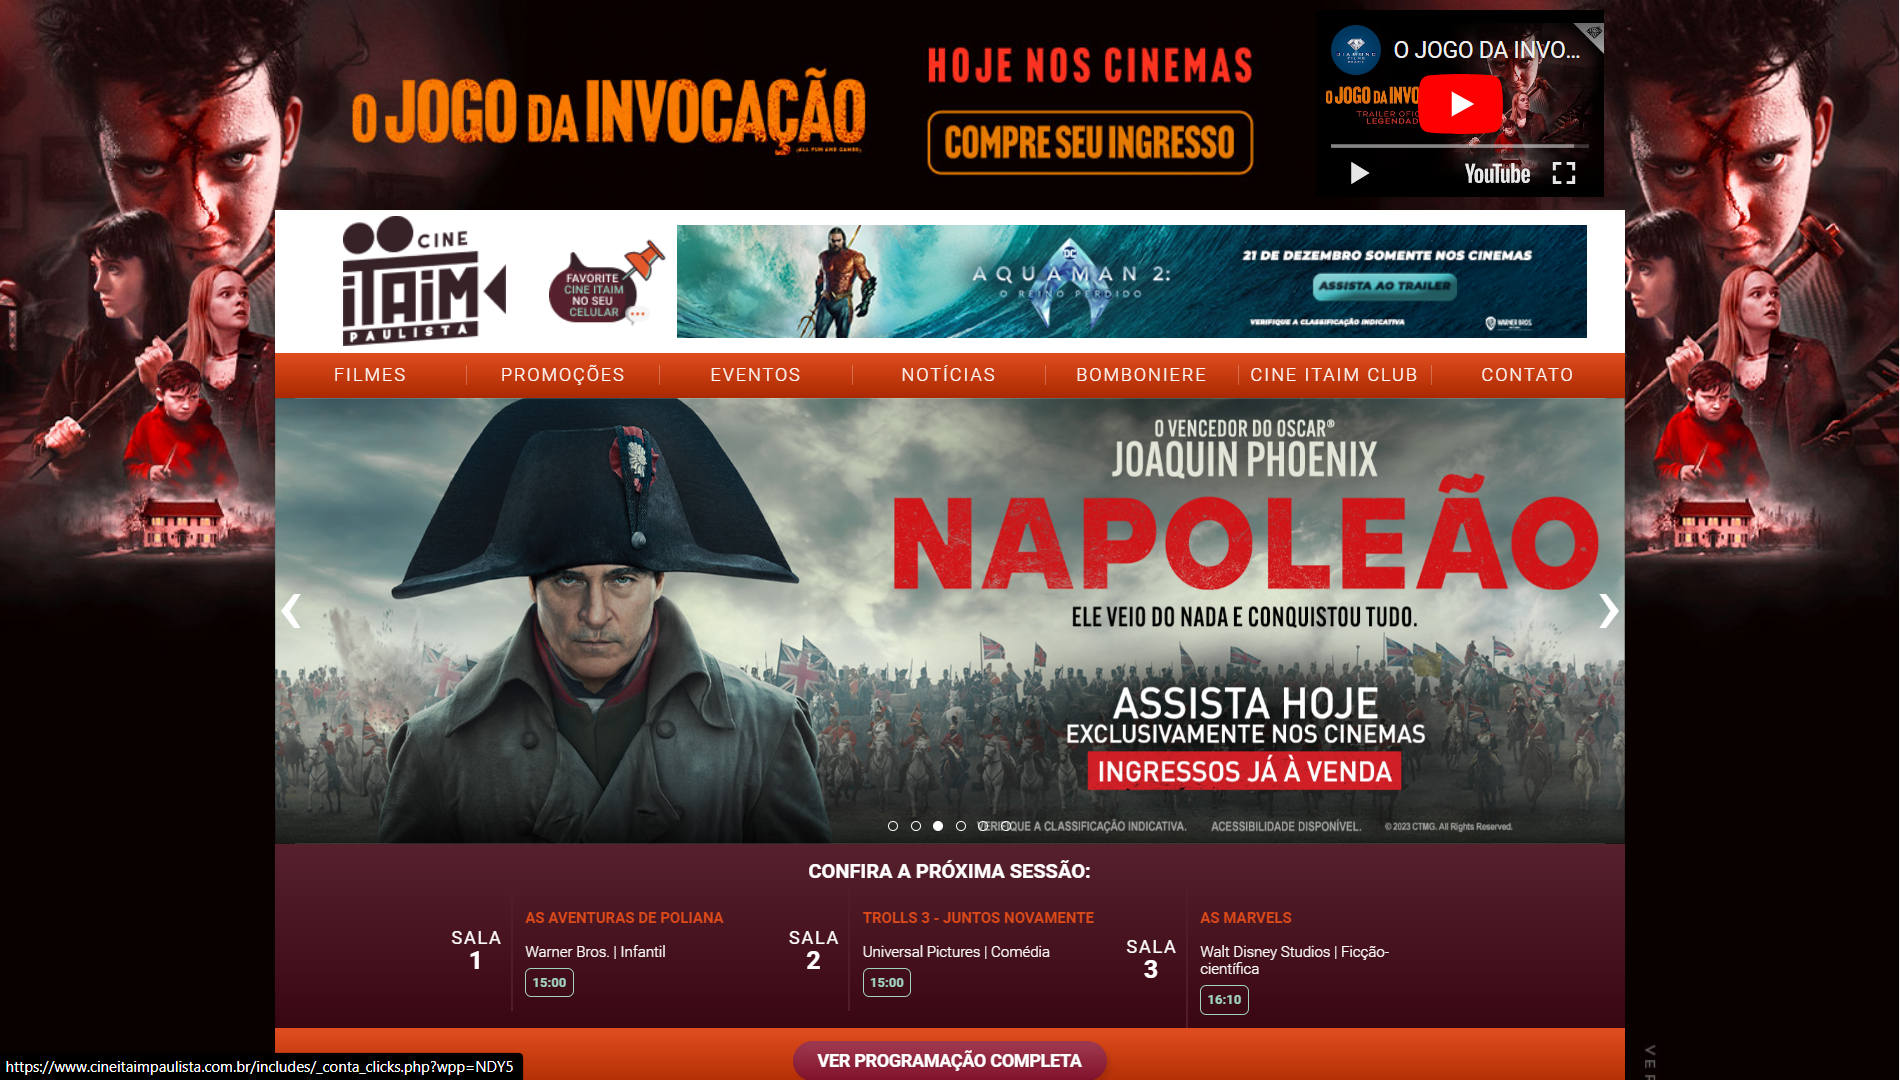 O JOGO DA INVOCAÇÃO
(ALL FUN AND GAMES)
HOJE NOS CINEMAS
COMPRE SEU INGRESSO
DIAMOND
FILMS
O JOGO DA INVO...
O JOGO DA INVO
TRAILER OFIC
LEGENDAD
YouTube
CINE
iTAiM
PAULISTA
FAVORITE
CINE ITAIM
NO SEU
CELULAR
DC
AQUAMAN 2:
O REINO PERDIDO
21 DE DEZEMBRO SOMENTE NOS CINEMAS
ASSISTA AO TRAILER
VERIFIQUE A CLASSIFICAÇÃO INDICATIVA
WARNER BROS.
FILMES
PROMOÇÕES
EVENTOS
NOTÍCIAS
BOMBONIERE
CINE ITAIM CLUB
CONTATO
O VENCEDOR DO OSCAR®
JOAQUIN PHOENIX
NAPOLEÃO
ELE VEIO DO NADA E CONQUISTOU TUDO.
ASSISTA HOJE
EXCLUSIVAMENTE NOS CINEMAS
INGRESSOS JÁ À VENDA
VERIFIQUE A CLASSIFICAÇÃO INDICATIVA. ACESSIBILIDADE DISPONÍVEL. © 2023 CTMG. All Rights Reserved.
CONFIRA A PRÓXIMA SESSÃO:
SALA
1
AS AVENTURAS DE POLIANA
Warner Bros. | Infantil
15:00
SALA
2
TROLLS 3 - JUNTOS NOVAMENTE
Universal Pictures | Comédia
15:00
SALA
3
AS MARVELS
Walt Disney Studios | Ficção-
científica
16:10
VER PROGRAMAÇÃO COMPLETA
https://www.cineitaimpaulista.com.br/includes/_conta_clicks.php?wpp=NDY5